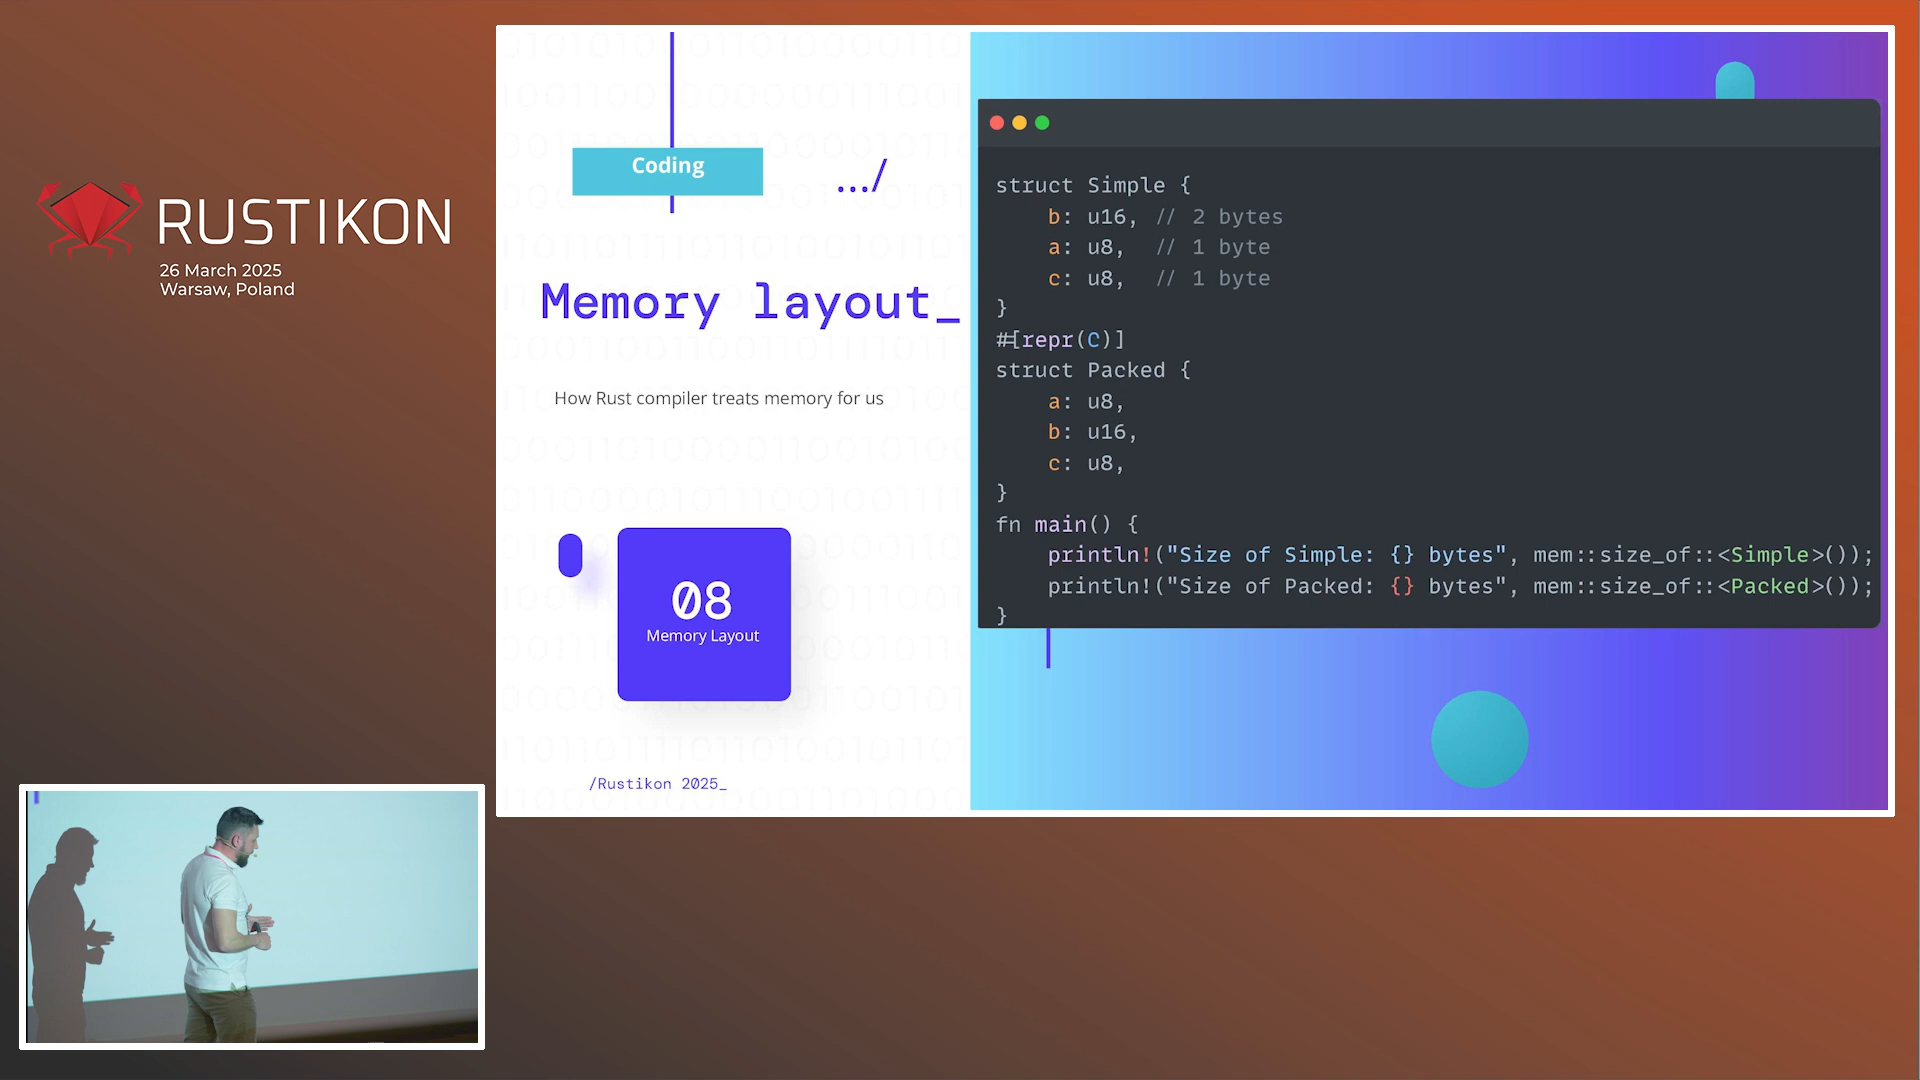 RUSTIKON
26 March 2025
Warsaw, Poland
Coding
.../
Memory layout_
How Rust compiler treats memory for us
08
Memory Layout
/Rustikon 2025_
struct Simple {
    b: u16, // 2 bytes
    a: u8,  // 1 byte
    c: u8,  // 1 byte
}
#[repr(C)]
struct Packed {
    a: u8,
    b: u16,
    c: u8,
}
fn main() {
    println!("Size of Simple: {} bytes", mem::size_of::<Simple>());
    println!("Size of Packed: {} bytes", mem::size_of::<Packed>());
}